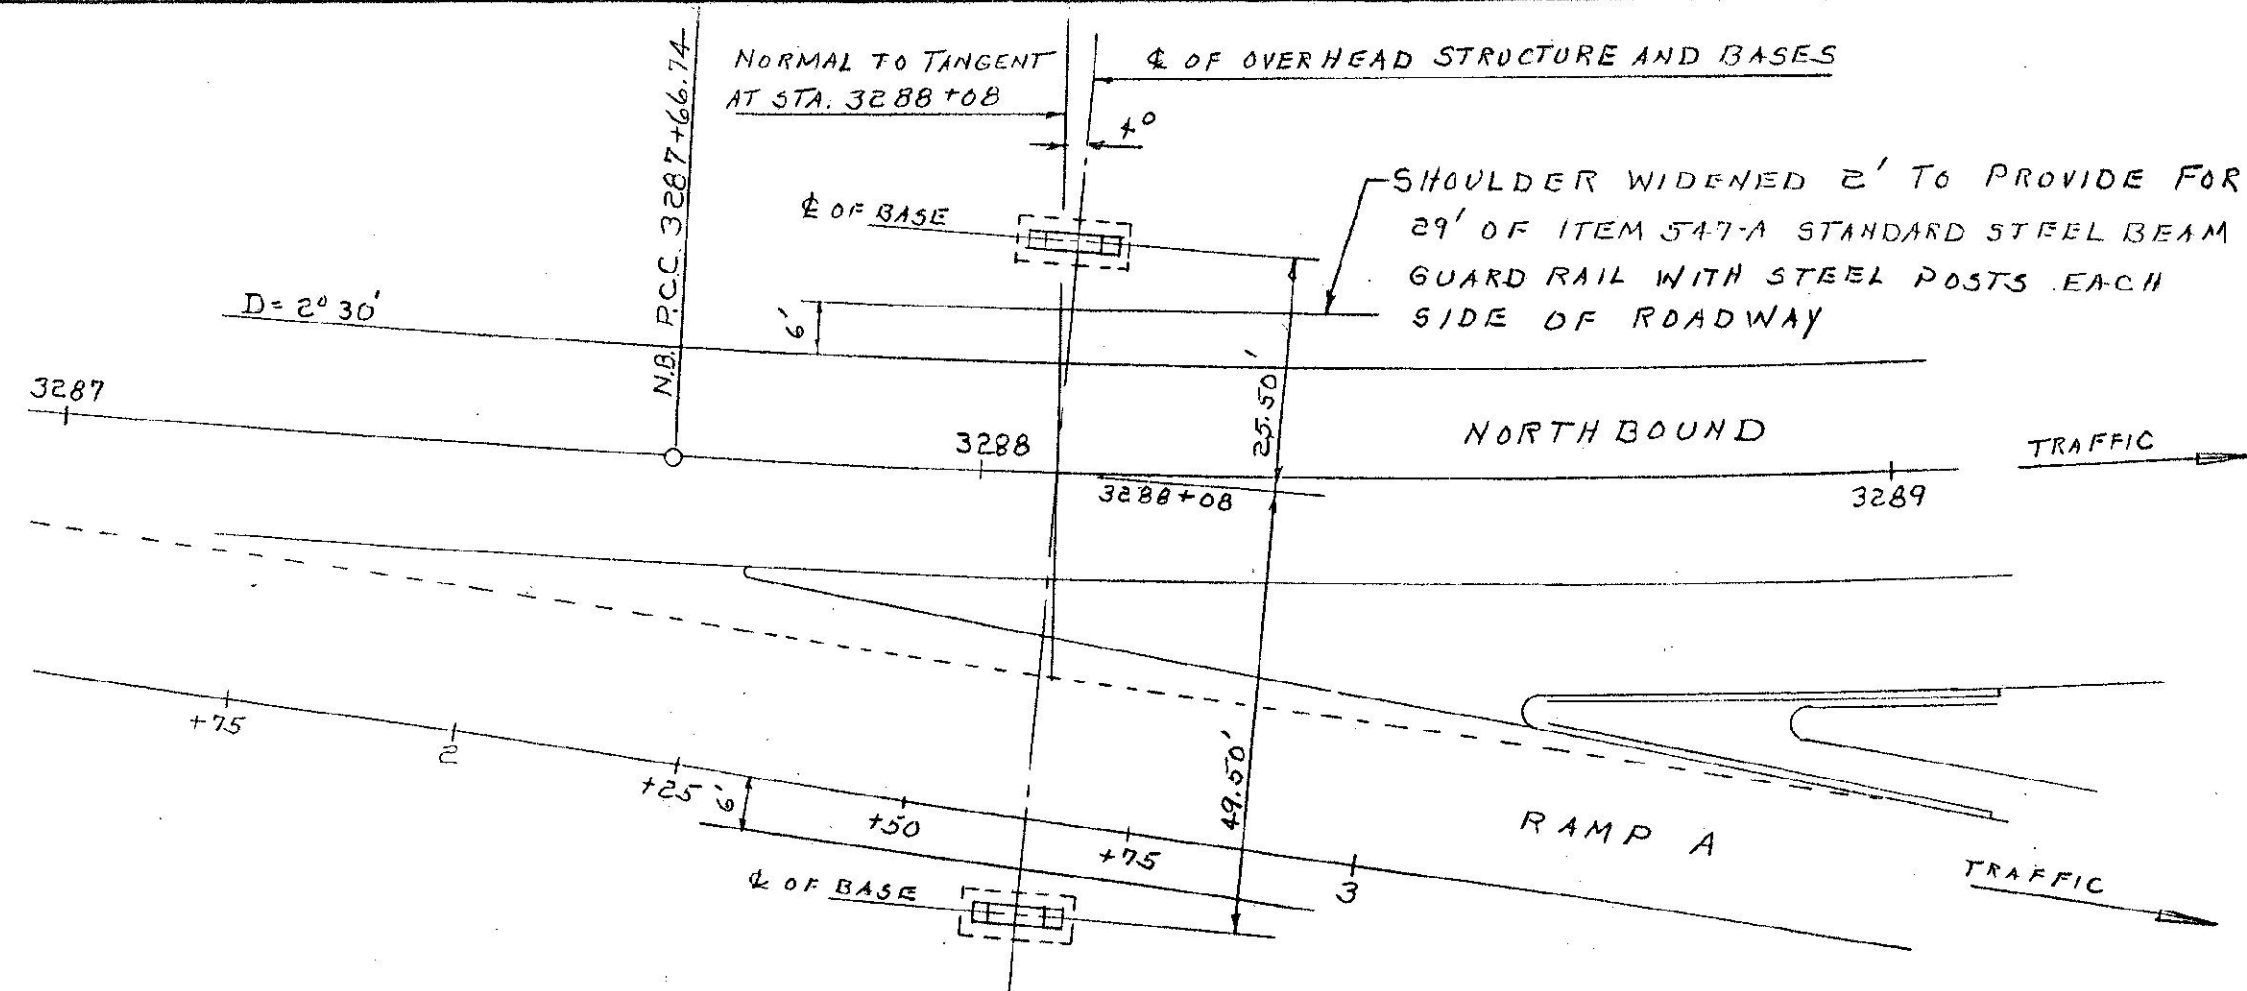 N.B. P.C.C. 3287+66.74
NORMAL TO TANGENT
AT STA. 3288+08
℄ OF OVERHEAD STRUCTURE AND BASES
4°
SHOULDER WIDENED 2' TO PROVIDE FOR
29' OF ITEM 547-A STANDARD STEEL BEAM
GUARD RAIL WITH STEEL POSTS EACH
SIDE OF ROADWAY
℄ OF BASE
D=2°30'
6'
25.50'
3287
3288
NORTHBOUND
TRAFFIC
3288+08
3289
+75
2
+25
6'
+50
+75
49.50'
3
RAMP A
TRAFFIC
℄ OF BASE